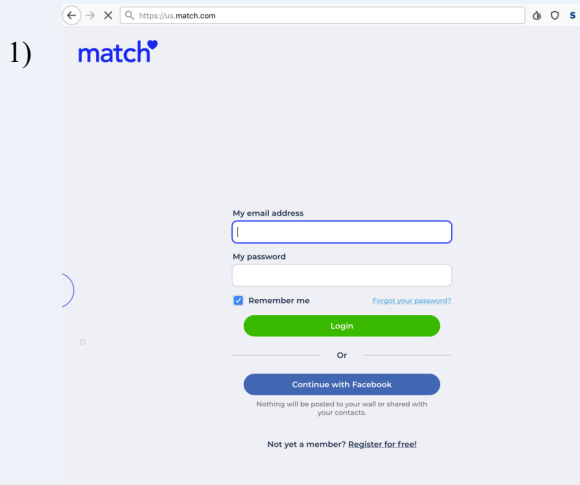 https://us.match.com
S
1)
match
My email address
My password
Remember me Forgot your password?
Login
Or
Continue with Facebook
Nothing will be posted to your wall or shared with
your contacts.
Not yet a member? Register for free!